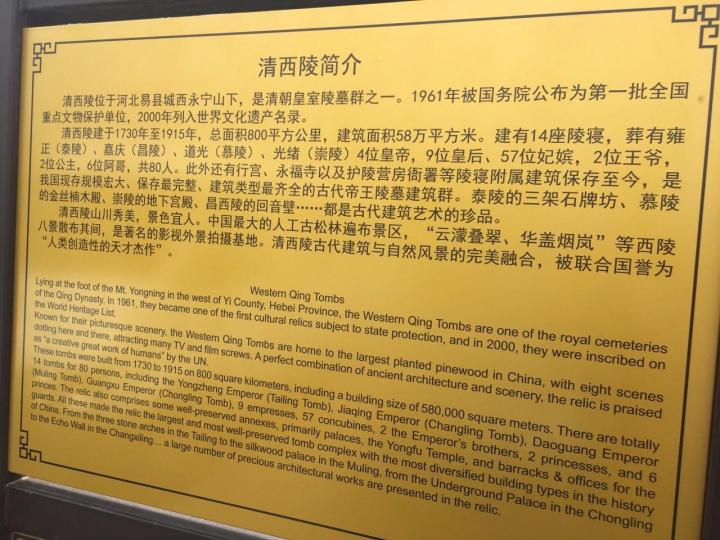 清西陵简介
清西陵位于河北易县城西永宁山下，是清朝皇室陵墓群之一。1961年被国务院公布为第一批全国
重点文物保护单位，2000年列入世界文化遗产名录。
清西陵建于1730年至1915年，总面积800平方公里，建筑面积58万平方米。建有14座陵寝，葬有雍
正（泰陵）、嘉庆（昌陵）、道光（慕陵）、光绪（崇陵）4位皇帝，9位皇后、57位妃嫔，2位王爷，
2位公主，6位阿哥，共80人。此外还有行宫、永福寺以及护陵营房衙署等陵寝附属建筑保存至今，是
我国现存规模宏大、保存最完整、建筑类型最齐全的古代帝王陵墓建筑群。泰陵的三架石牌坊、慕陵
的金丝楠木殿、崇陵的地下宫殿、昌西陵的回音壁……都是古代建筑艺术的珍品。
清西陵山川秀美，景色宜人。中国最大的人工古松林遍布景区，“云濛叠翠、华盖烟岚”等西陵
八景散布其间，是著名的影视外景拍摄基地。清西陵古代建筑与自然风景的完美融合，被联合国誉为
“人类创造性的天才杰作”。
Western Qing Tombs
Lying at the foot of the Mt. Yongning in the west of Yi County, Hebei Province, the Western Qing Tombs are one of the royal cemeteries
of the Qing Dynasty. In 1961, they became one of the first cultural relics subject to state protection, and in 2000, they were inscribed on
the World Heritage List.
Known for their picturesque scenery, the Western Qing Tombs are home to the largest planted pinewood in China, with eight scenes
dotting here and there, attracting many TV and film screws. A perfect combination of ancient architecture and scenery, the relic is praised
as "a creative great work of humans" by the UN.
These tombs were built from 1730 to 1915 on 800 square kilometers, including a building size of 580,000 square meters. There are totally
14 tombs for 80 persons, including the Yongzheng Emperor (Tailing Tomb), Jiaqing Emperor (Changling Tomb), Daoguang Emperor
(Muling Tomb), Guangxu Emperor (Chongling Tomb), 9 empresses, 57 concubines, 2 the Emperor's brothers, 2 princesses, and 6
princes. The relic also comprises some well-preserved annexes, primarily palaces, the Yongfu Temple, and barracks & offices for the
guards. All these made the relic the largest and most well-preserved tomb complex with the most diversified building types in the history
of China. From the three stone arches in the Tailing to the silkwood palace in the Muling, from the Underground Palace in the Chongling
to the Echo Wall in the Changxiling... a large number of precious architectural works are presented in the relic.